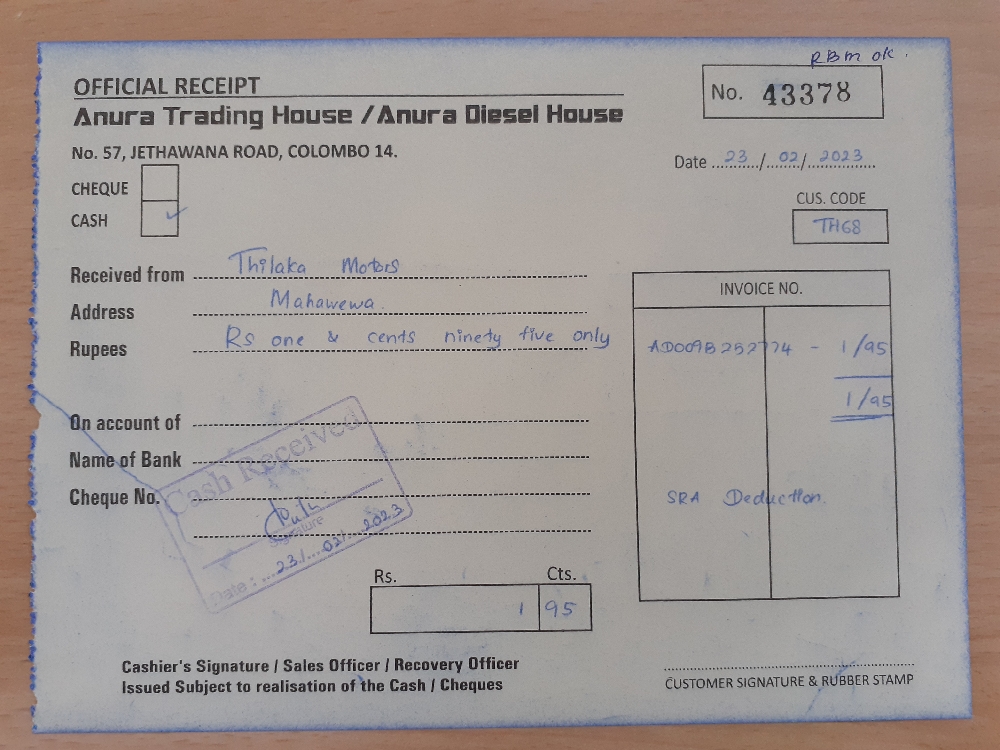 RBM ok.
OFFICIAL RECEIPT
No. 43378
Anura Trading House / Anura Diesel House
No. 57, JETHAWANA ROAD, COLOMBO 14.
Date ...23.../...02.../...2023...
CHEQUE
CASH ✓
CUS. CODE
TH68
Received from Thilaka Motors
Address Mahawewa.
Rupees Rs one & cents ninety five only
INVOICE NO.
AD009B252774 - 1/95
1/95
SRA Deduction.
On account of
Name of Bank
Cheque No.
Cash Received
Signature
Date : ...23/...02/...2023
Rs. Cts.
1 95
Cashier's Signature / Sales Officer / Recovery Officer
Issued Subject to realisation of the Cash / Cheques
CUSTOMER SIGNATURE & RUBBER STAMP